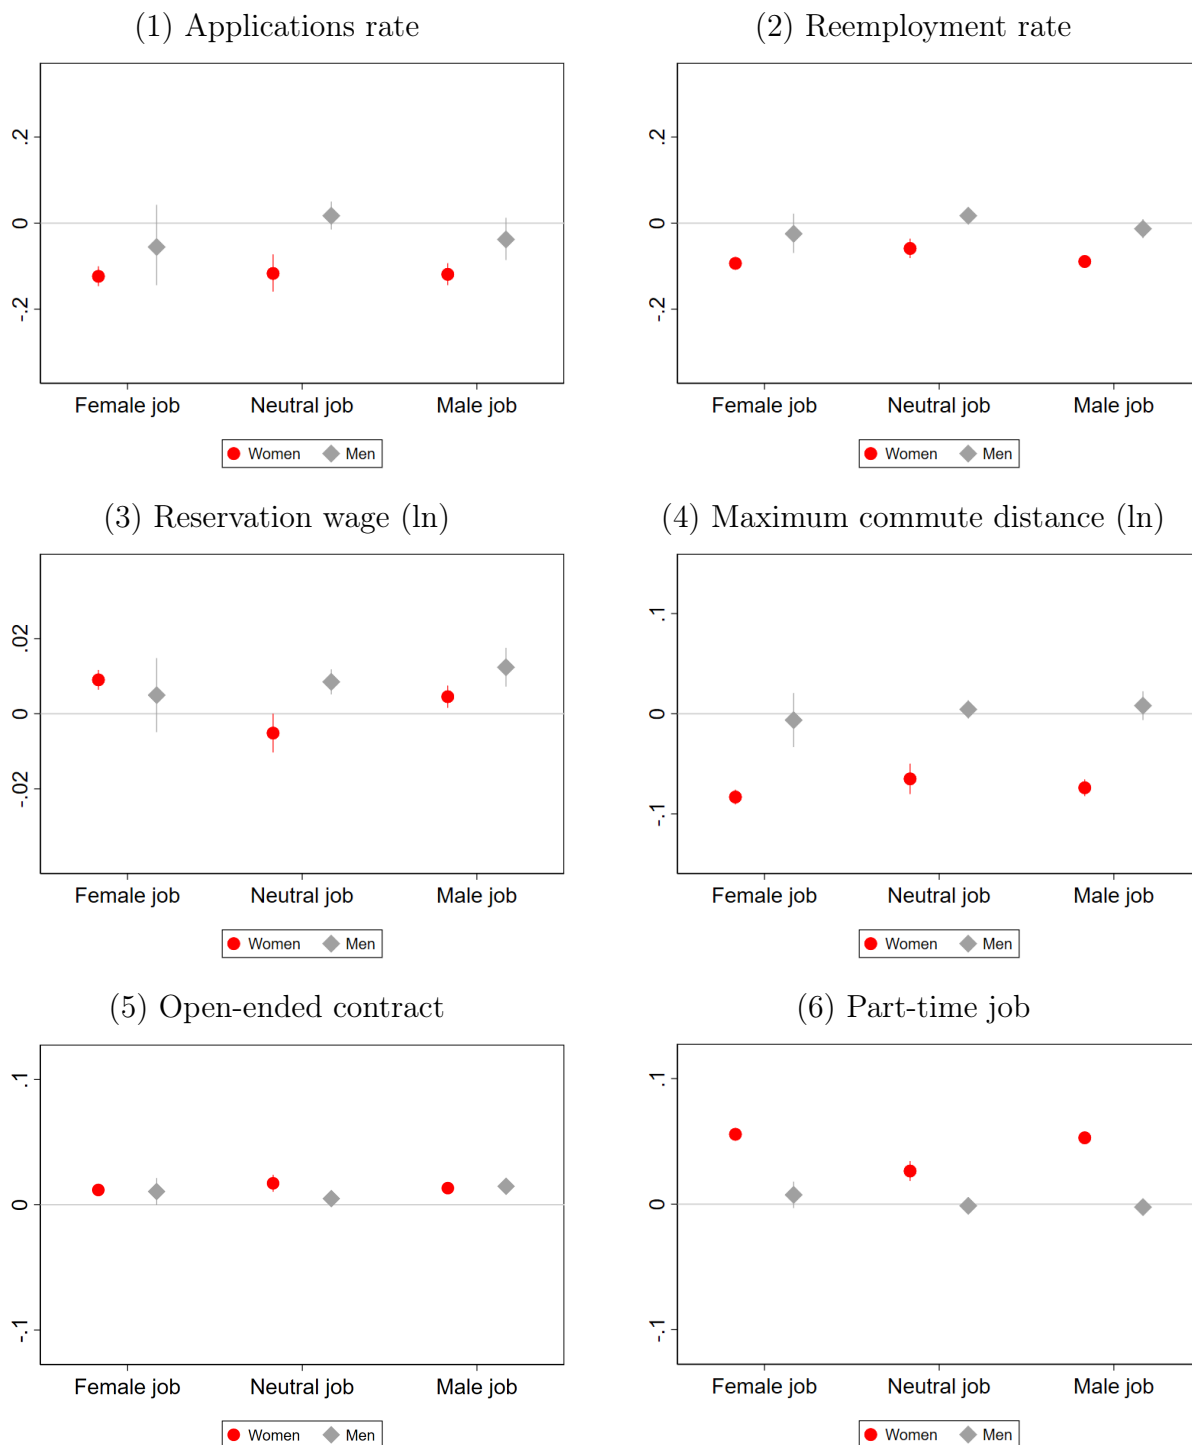 (1) Applications rate
.2
0
-.2
Female job Neutral job Male job
Women Men
(2) Reemployment rate
.2
0
-.2
Female job Neutral job Male job
Women Men
(3) Reservation wage (ln)
.02
0
-.02
Female job Neutral job Male job
Women Men
(4) Maximum commute distance (ln)
.1
0
-.1
Female job Neutral job Male job
Women Men
(5) Open-ended contract
.1
0
-.1
Female job Neutral job Male job
Women Men
(6) Part-time job
.1
0
-.1
Female job Neutral job Male job
Women Men